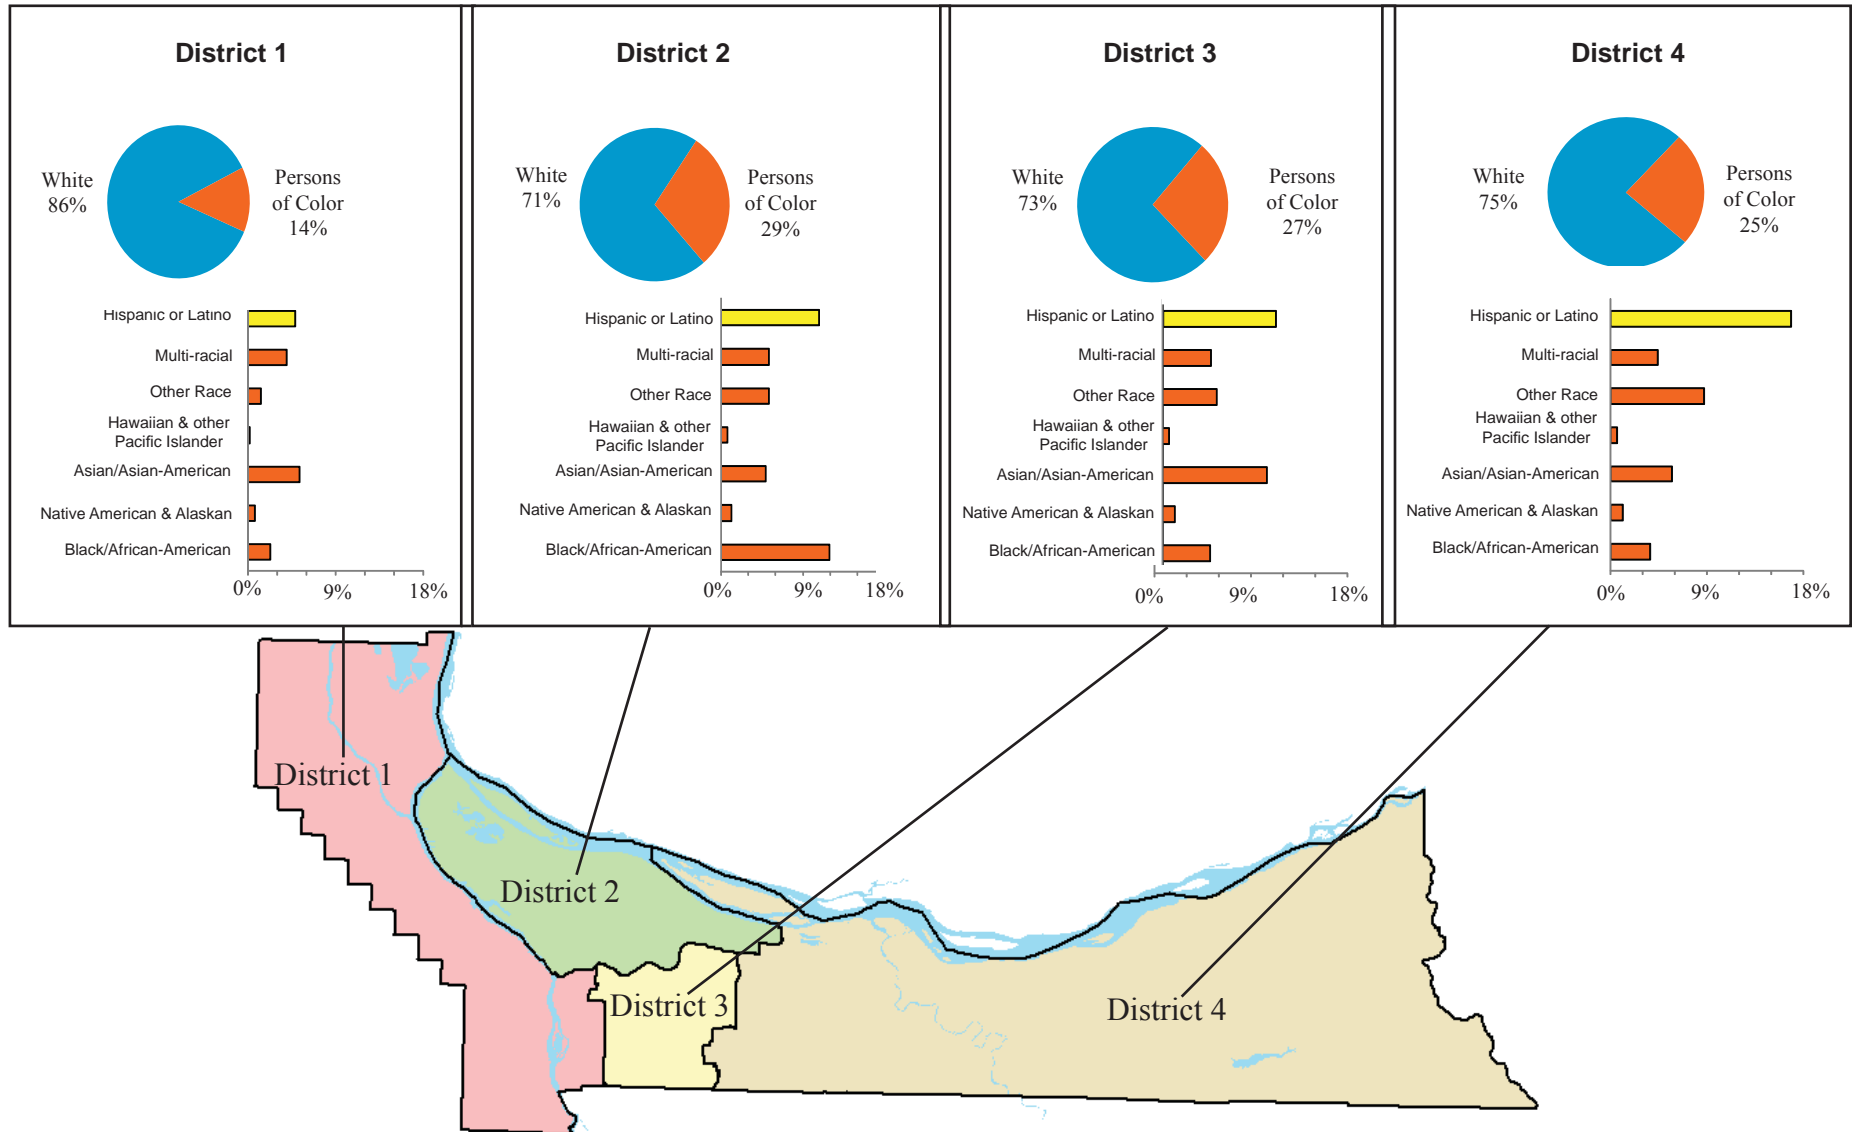 District 1
White
86%
Persons
of Color
14%
Hispanic or Latino
Multi-racial
Other Race
Hawaiian & other
Pacific Islander
Asian/Asian-American
Native American & Alaskan
Black/African-American
0% 9% 18%
District 2
White
71%
Persons
of Color
29%
Hispanic or Latino
Multi-racial
Other Race
Hawaiian & other
Pacific Islander
Asian/Asian-American
Native American & Alaskan
Black/African-American
0% 9% 18%
District 3
White
73%
Persons
of Color
27%
Hispanic or Latino
Multi-racial
Other Race
Hawaiian & other
Pacific Islander
Asian/Asian-American
Native American & Alaskan
Black/African-American
0% 9% 18%
District 4
White
75%
Persons
of Color
25%
Hispanic or Latino
Multi-racial
Other Race
Hawaiian & other
Pacific Islander
Asian/Asian-American
Native American & Alaskan
Black/African-American
0% 9% 18%
District 1
District 2
District 3
District 4